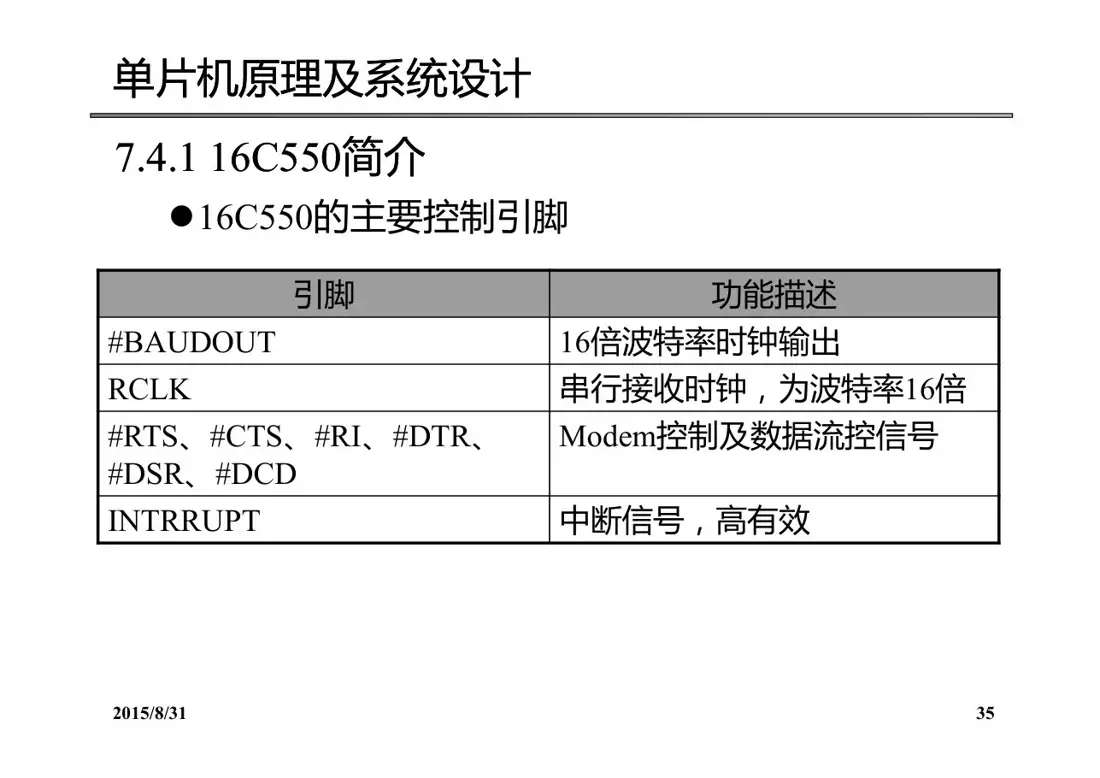 单片机原理及系统设计
7.4.1 16C550简介
●16C550的主要控制引脚
引脚 功能描述
#BAUDOUT 16倍波特率时钟输出
RCLK 串行接收时钟，为波特率16倍
#RTS、#CTS、#RI、#DTR、 Modem控制及数据流控信号
#DSR、#DCD
INTRRUPT 中断信号，高有效
2015/8/31 35